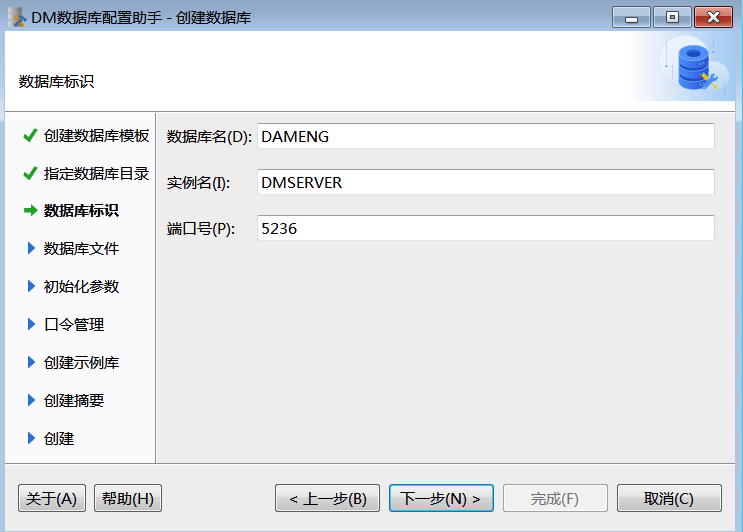 DM数据库配置助手 - 创建数据库
数据库标识
创建数据库模板
指定数据库目录
数据库标识
数据库文件
初始化参数
口令管理
创建示例库
创建摘要
创建
数据库名(D): DAMENG
实例名(I): DMSERVER
端口号(P): 5236
关于(A) 帮助(H) < 上一步(B) 下一步(N) > 完成(F) 取消(C)